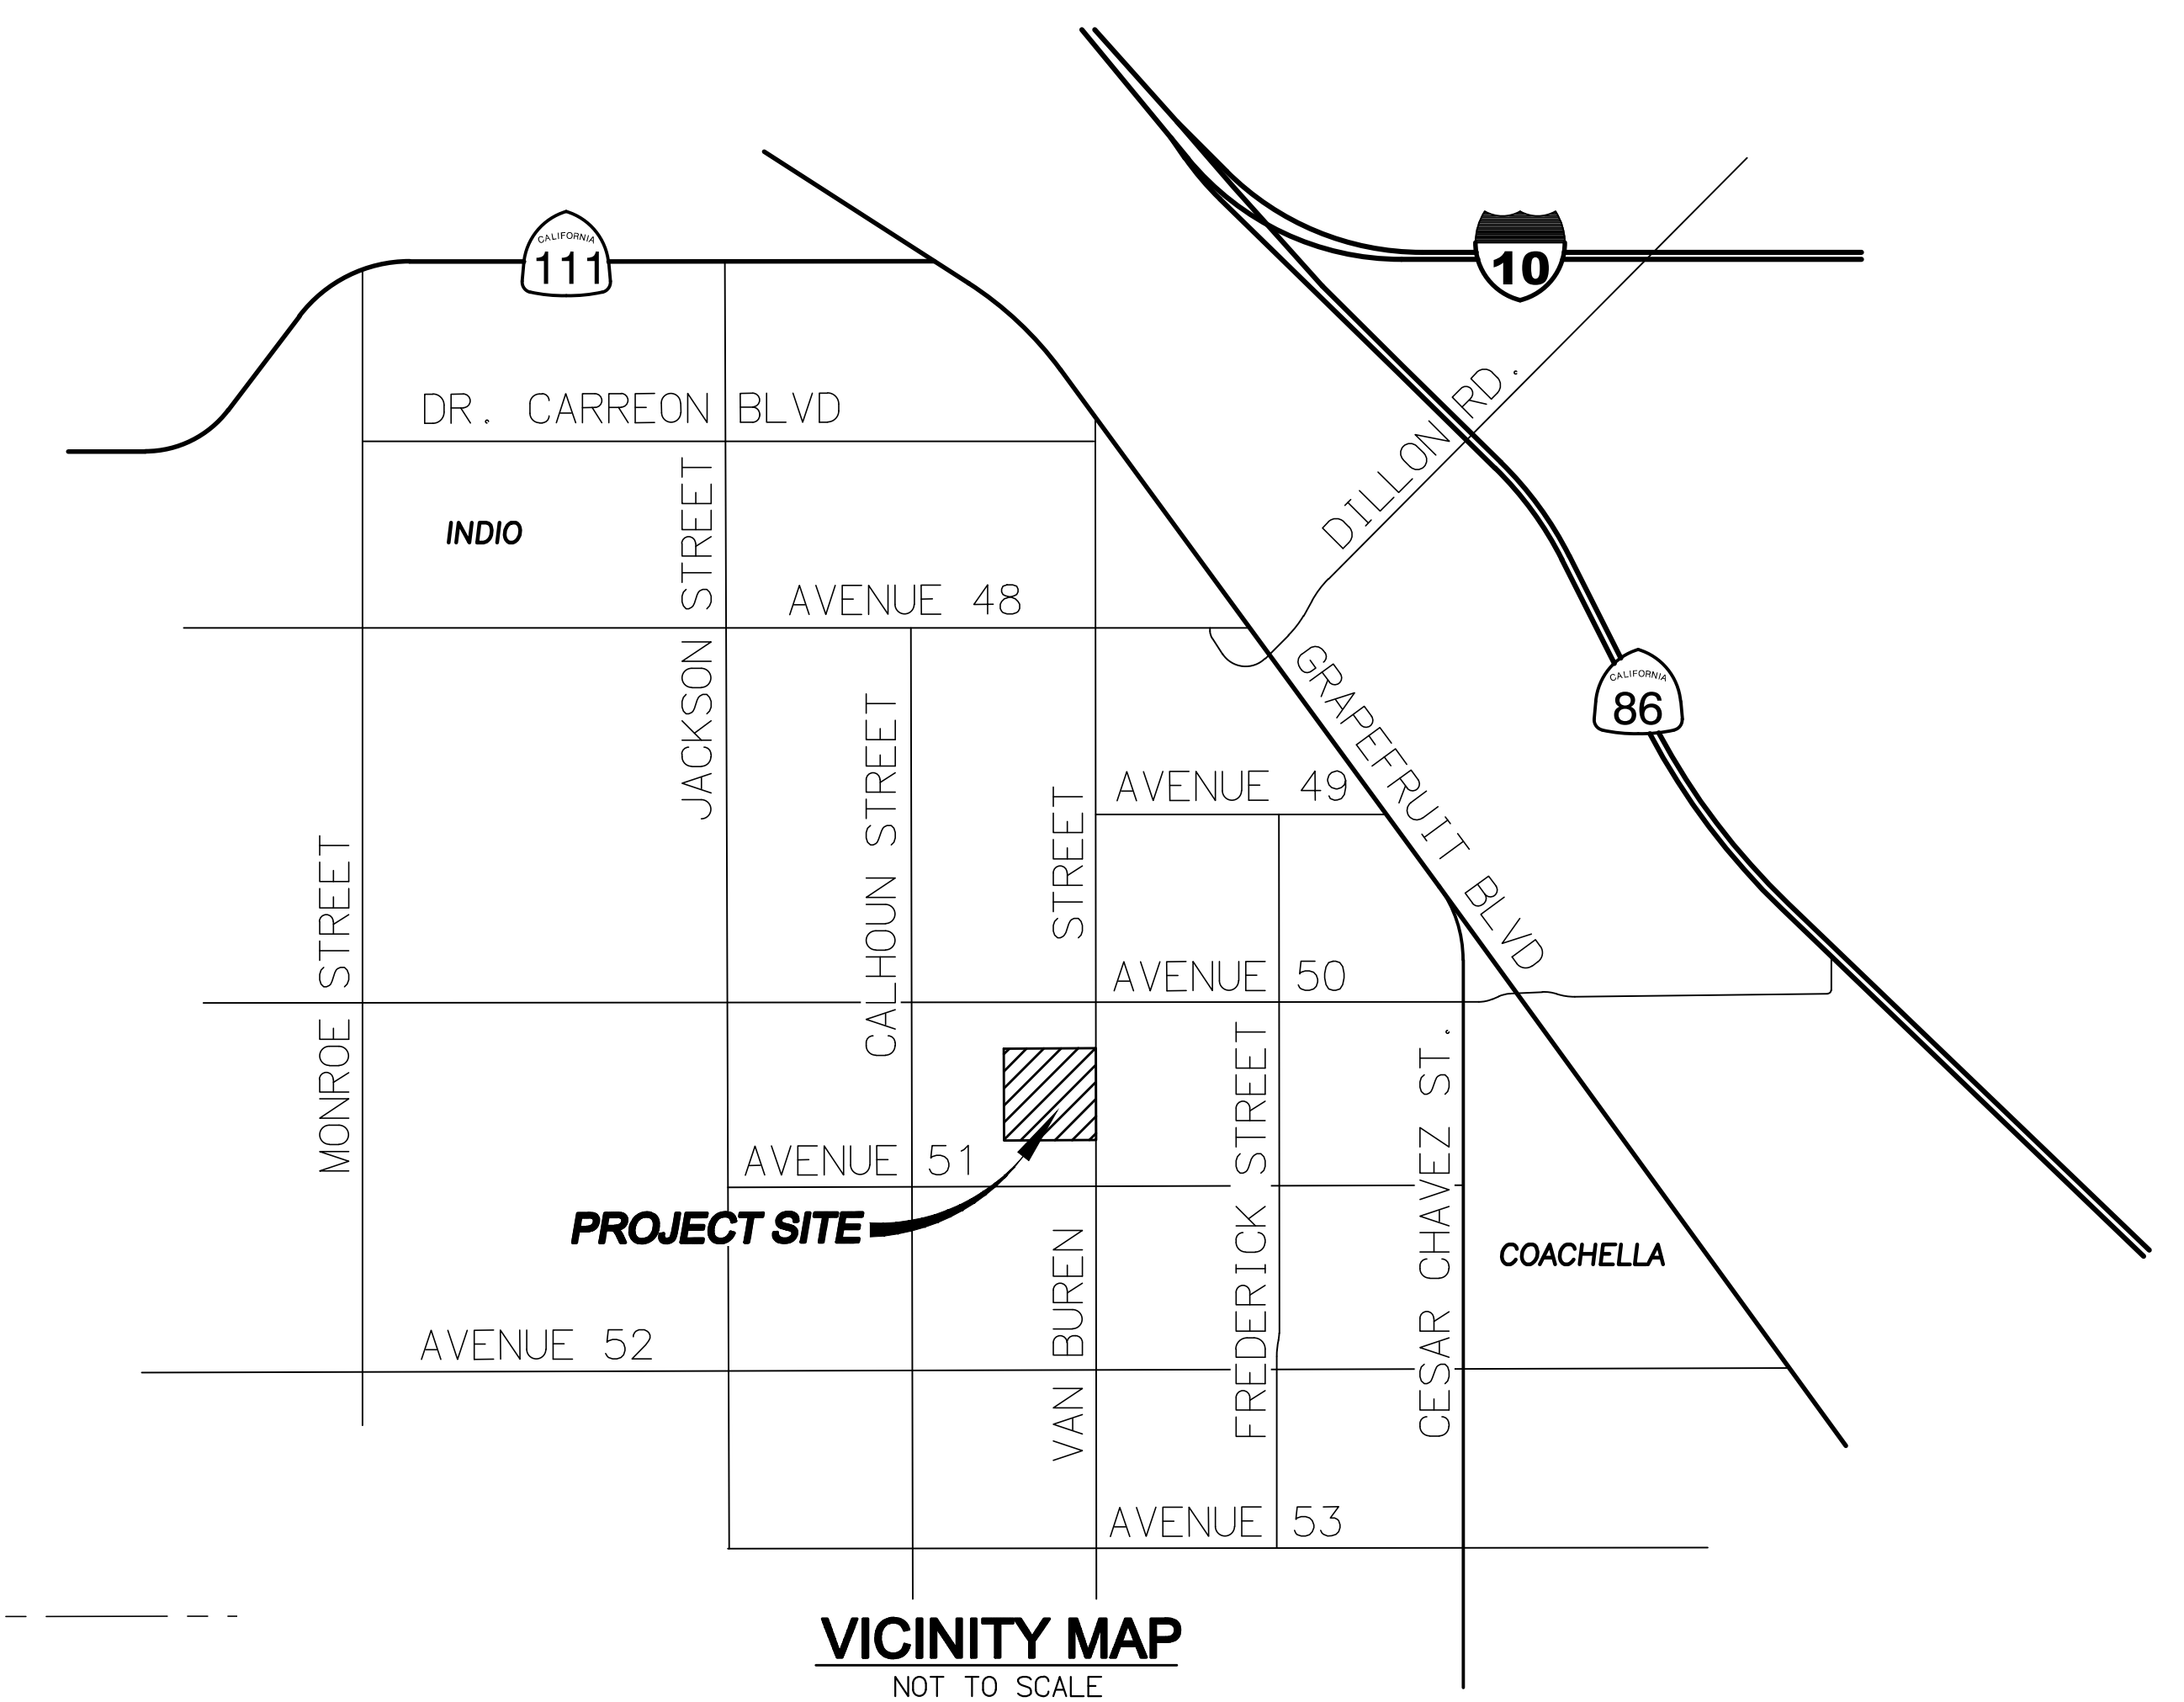 CALIFORNIA
111
10
DR. CARREON BLVD
DILLON RD.
INDIO
JACKSON STREET
AVENUE 48
GRAPEFRUIT BLVD
CALIFORNIA
86
CALHOUN STREET
AVENUE 49
MONROE STREET
VAN BUREN STREET
AVENUE 50
FREDERICK STREET
CESAR CHAVEZ ST.
AVENUE 51
PROJECT SITE
COACHELLA
AVENUE 52
AVENUE 53
VICINITY MAP
NOT TO SCALE